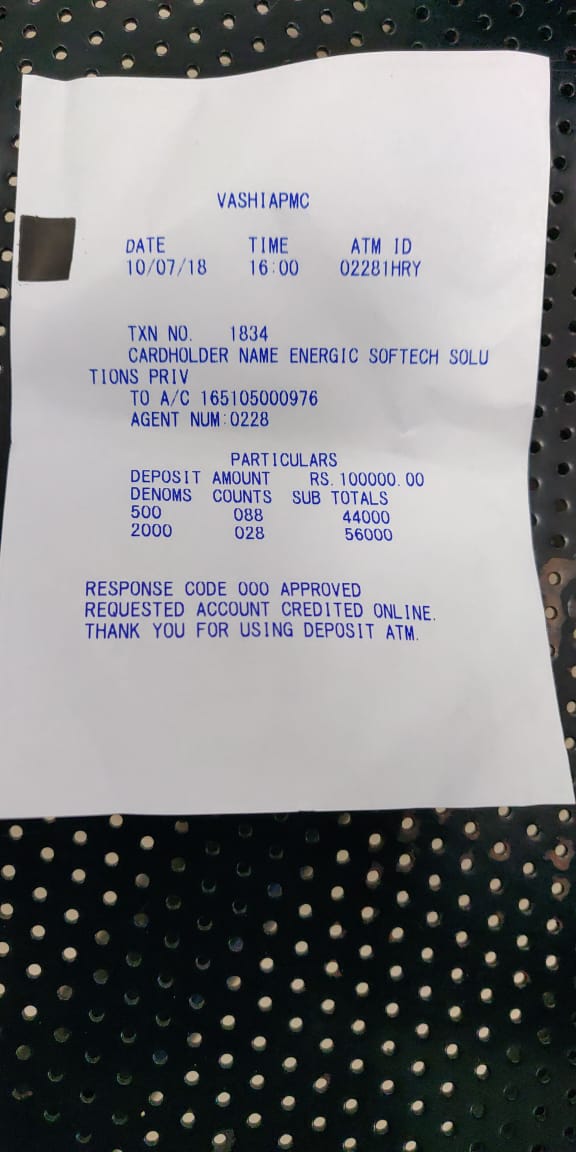 VASHIAPMC
DATE TIME ATM ID
10/07/18 16:00 02281HRY
TXN NO. 1834
CARDHOLDER NAME ENERGIC SOFTECH SOLU
TIONS PRIV
TO A/C 165105000976
AGENT NUM:0228
PARTICULARS
DEPOSIT AMOUNT RS.100000.00
DENOMS COUNTS SUB TOTALS
500 088 44000
2000 028 56000
RESPONSE CODE 000 APPROVED
REQUESTED ACCOUNT CREDITED ONLINE.
THANK YOU FOR USING DEPOSIT ATM.